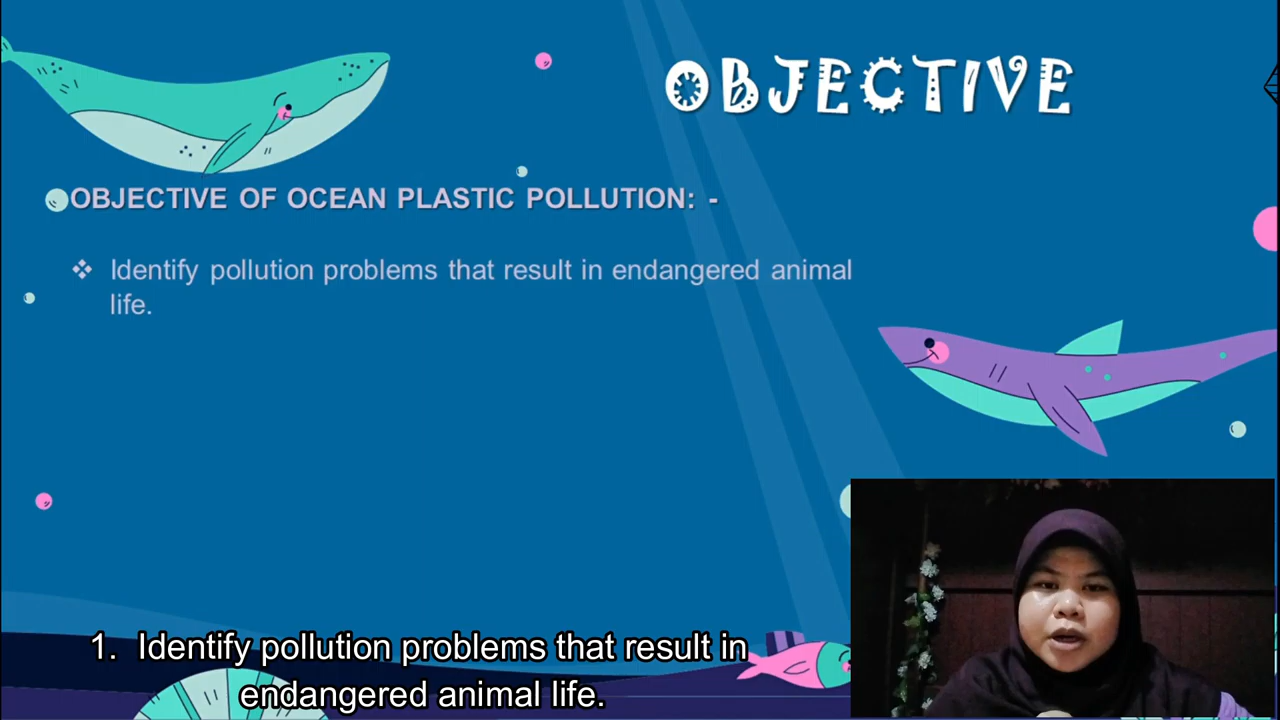 OBJECTIVE
OBJECTIVE OF OCEAN PLASTIC POLLUTION: -
❖ Identify pollution problems that result in endangered animal
life.
1. Identify pollution problems that result in
endangered animal life.